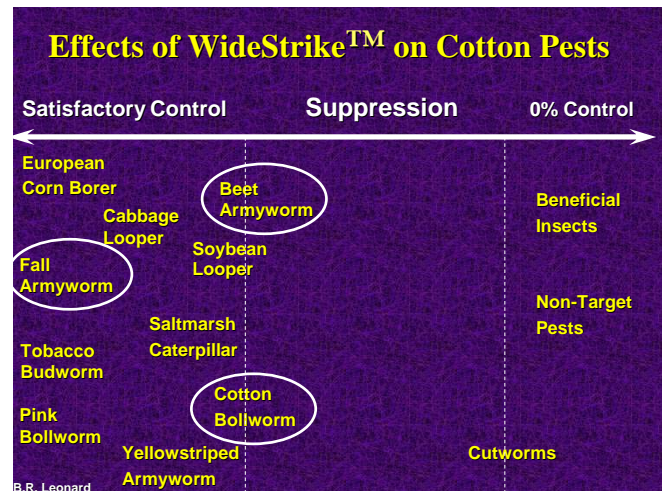 Effects of WideStrike™ on Cotton Pests
Satisfactory Control Suppression 0% Control
European
Corn Borer
Beet
Armyworm
Beneficial
Insects
Cabbage
Looper
Soybean
Looper
Fall
Armyworm
Non-Target
Pests
Saltmarsh
Caterpillar
Tobacco
Budworm
Cotton
Bollworm
Pink
Bollworm
Yellowstriped
Armyworm
Cutworms
B.R. Leonard